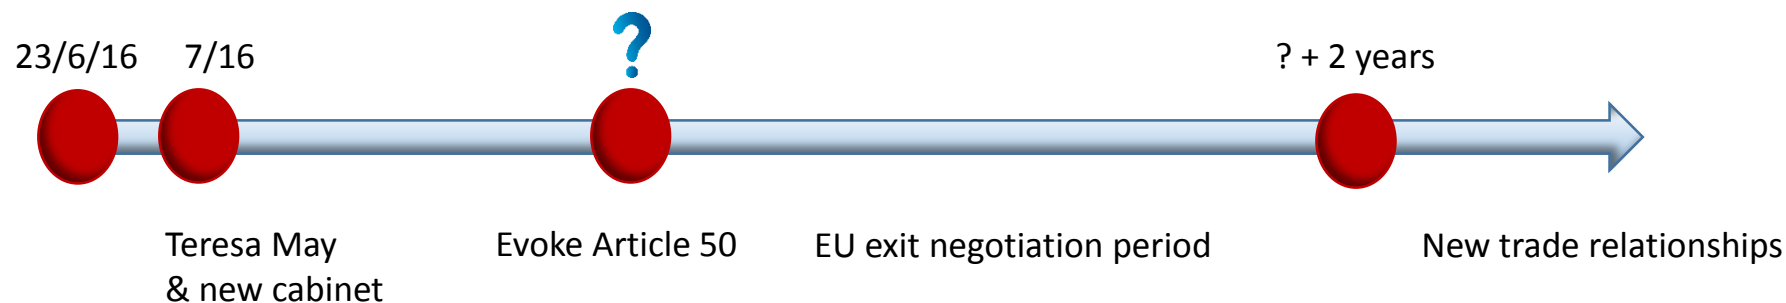 23/6/16
7/16
?
? + 2 years
Teresa May
& new cabinet
Evoke Article 50
EU exit negotiation period
New trade relationships